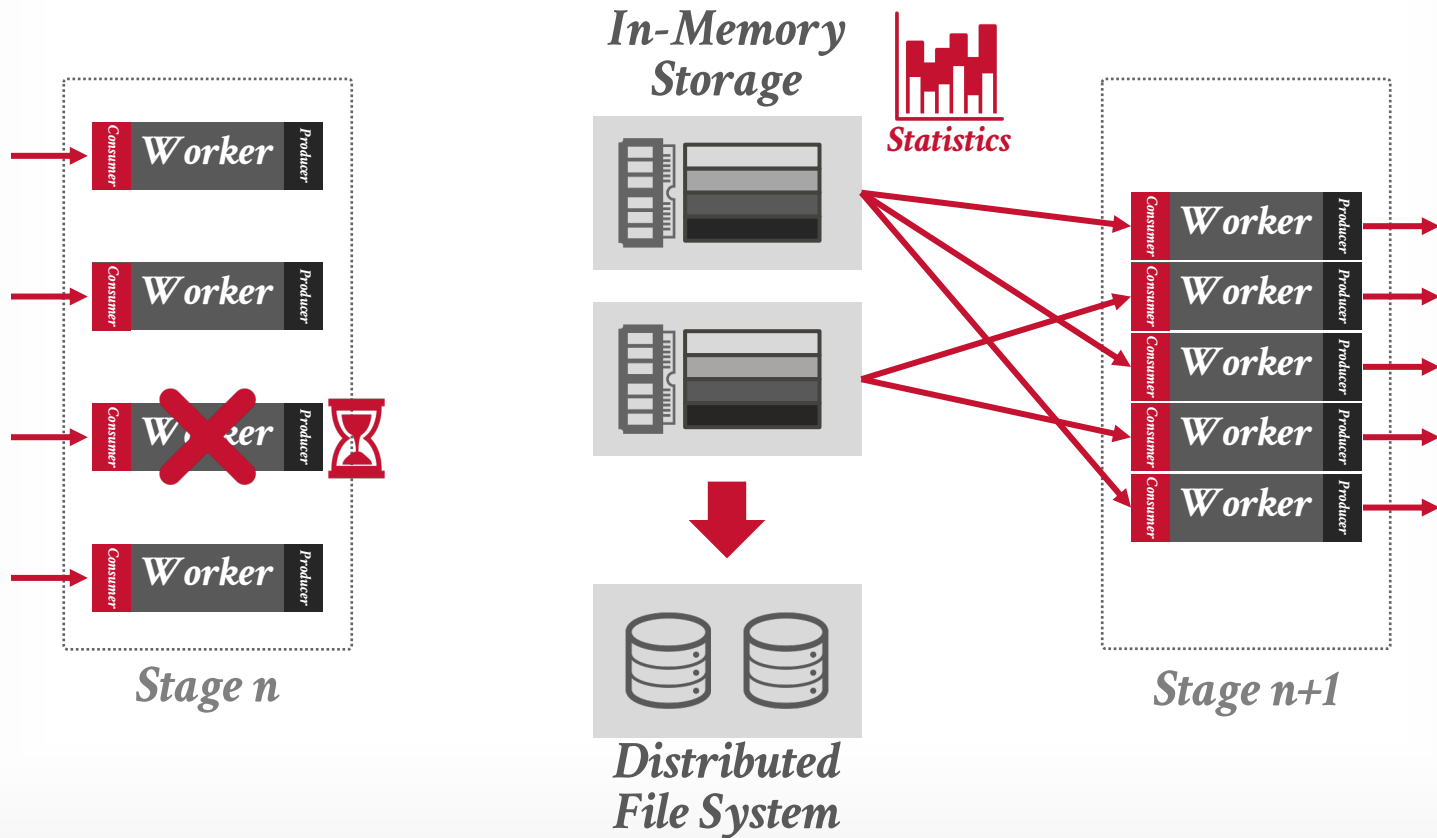 In-Memory
Storage
Statistics
Consumer Worker Producer
Consumer Worker Producer
Consumer Worker Producer
Consumer Worker Producer
Stage n
Consumer Worker Producer
Consumer Worker Producer
Consumer Worker Producer
Consumer Worker Producer
Consumer Worker Producer
Stage n+1
Distributed
File System